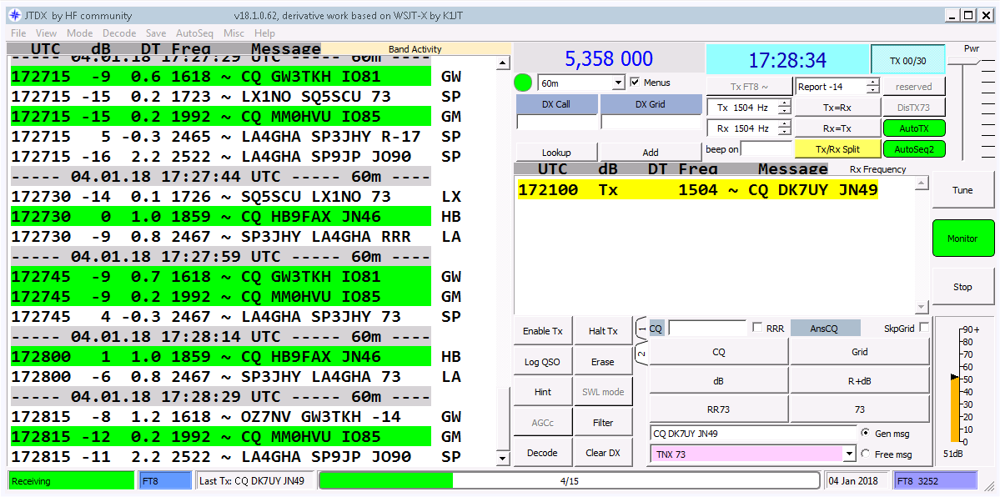 JTDX by HF community v18.1.0.62, derivative work based on WSJT-X by K1JT
File View Mode Decode Save AutoSeq Misc Help
UTC dB DT Freq Message Band Activity
----- 04.01.18 17:27:29 UTC ----- 60m ----
172715 -9 0.6 1618 ~ CQ GW3TKH IO81 GW
172715 -15 0.2 1723 ~ LX1NO SQ5SCU 73 SP
172715 -15 0.2 1992 ~ CQ MM0HVU IO85 GM
172715 5 -0.3 2465 ~ LA4GHA SP3JHY R-17 SP
172715 -16 2.2 2522 ~ LA4GHA SP9JP JO90 SP
----- 04.01.18 17:27:44 UTC ----- 60m ----
172730 -14 0.1 1726 ~ SQ5SCU LX1NO 73 LX
172730 0 1.0 1859 ~ CQ HB9FAX JN46 HB
172730 -9 0.8 2467 ~ SP3JHY LA4GHA RRR LA
----- 04.01.18 17:27:59 UTC ----- 60m ----
172745 -9 0.7 1618 ~ CQ GW3TKH IO81 GW
172745 -9 0.2 1992 ~ CQ MM0HVU IO85 GM
172745 4 -0.3 2467 ~ LA4GHA SP3JHY 73 SP
----- 04.01.18 17:28:14 UTC ----- 60m ----
172800 1 1.0 1859 ~ CQ HB9FAX JN46 HB
172800 -6 0.8 2467 ~ SP3JHY LA4GHA 73 LA
----- 04.01.18 17:28:29 UTC ----- 60m ----
172815 -8 1.2 1618 ~ OZ7NV GW3TKH -14 GW
172815 -12 0.2 1992 ~ CQ MM0HVU IO85 GM
172815 -11 2.2 2522 ~ LA4GHA SP9JP JO90 SP
5,358 000 17:28:34 TX 00/30 Pwr
60m Menus Tx FT8 ~ Report -14 reserved
DX Call DX Grid Tx 1504 Hz Tx=Rx DisTX73
Rx 1504 Hz Rx=Tx AutoTX
Lookup Add beep on Tx/Rx Split AutoSeq2
UTC dB DT Freq Message Rx Frequency
172100 Tx 1504 ~ CQ DK7UY JN49
Tune
Monitor
Stop
Enable Tx Halt Tx 1 CQ RRR AnsCQ SkpGrid
Log QSO Erase 2 CQ Grid
Hint SWL mode dB R+dB
AGCc Filter RR73 73
CQ DK7UY JN49 Gen msg
Decode Clear DX TNX 73 Free msg
90+
80
70
60
50
40
30
20
10
0
51dB
Receiving FT8 Last Tx: CQ DK7UY JN49 4/15 04 Jan 2018 FT8 3252